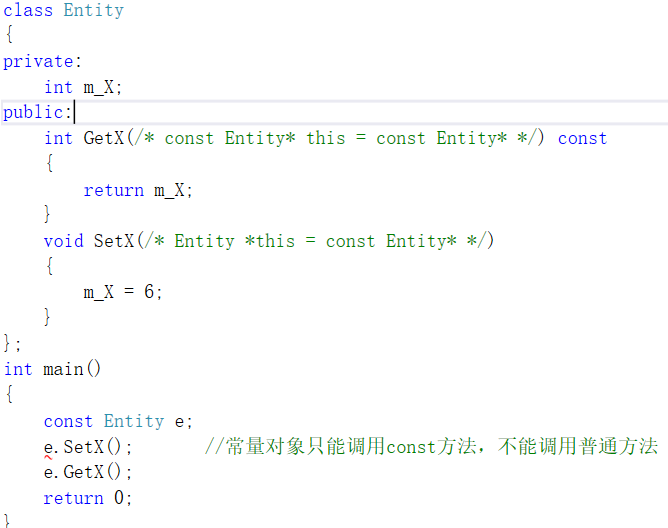 class Entity
{
private:
    int m_X;
public:
    int GetX(/* const Entity* this = const Entity* */) const
    {
        return m_X;
    }
    void SetX(/* Entity *this = const Entity* */)
    {
        m_X = 6;
    }
};
int main()
{
    const Entity e;
    e.SetX();       //常量对象只能调用const方法，不能调用普通方法
    e.GetX();
    return 0;
}